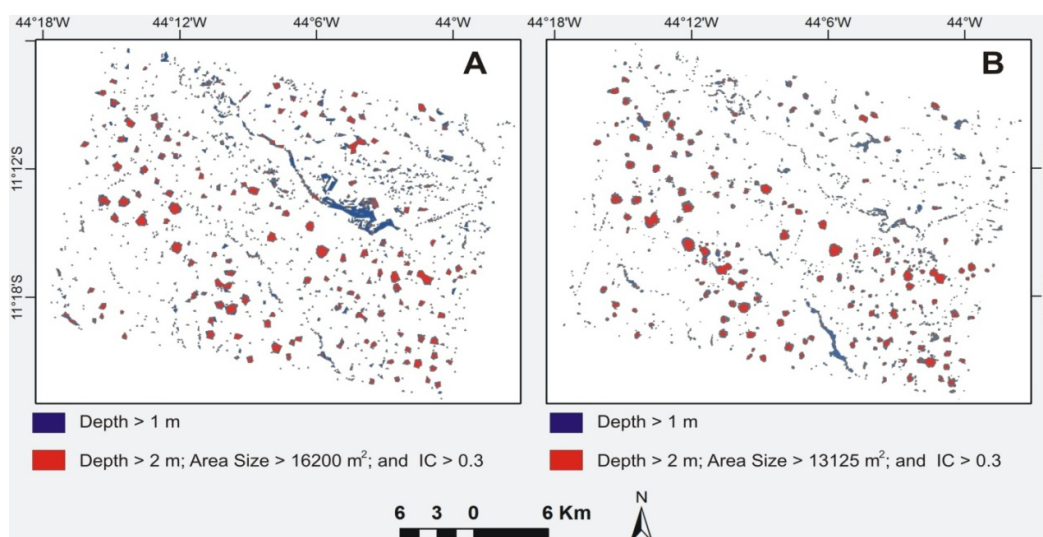 44°18'W 44°12'W 44°6'W 44°W 44°18'W 44°12'W 44°6'W 44°W
A B
11°12'S
11°18'S
Depth > 1 m Depth > 1 m
Depth > 2 m; Area Size > 16200 m²; and IC > 0.3 Depth > 2 m; Area Size > 13125 m²; and IC > 0.3
6 3 0 6 Km N